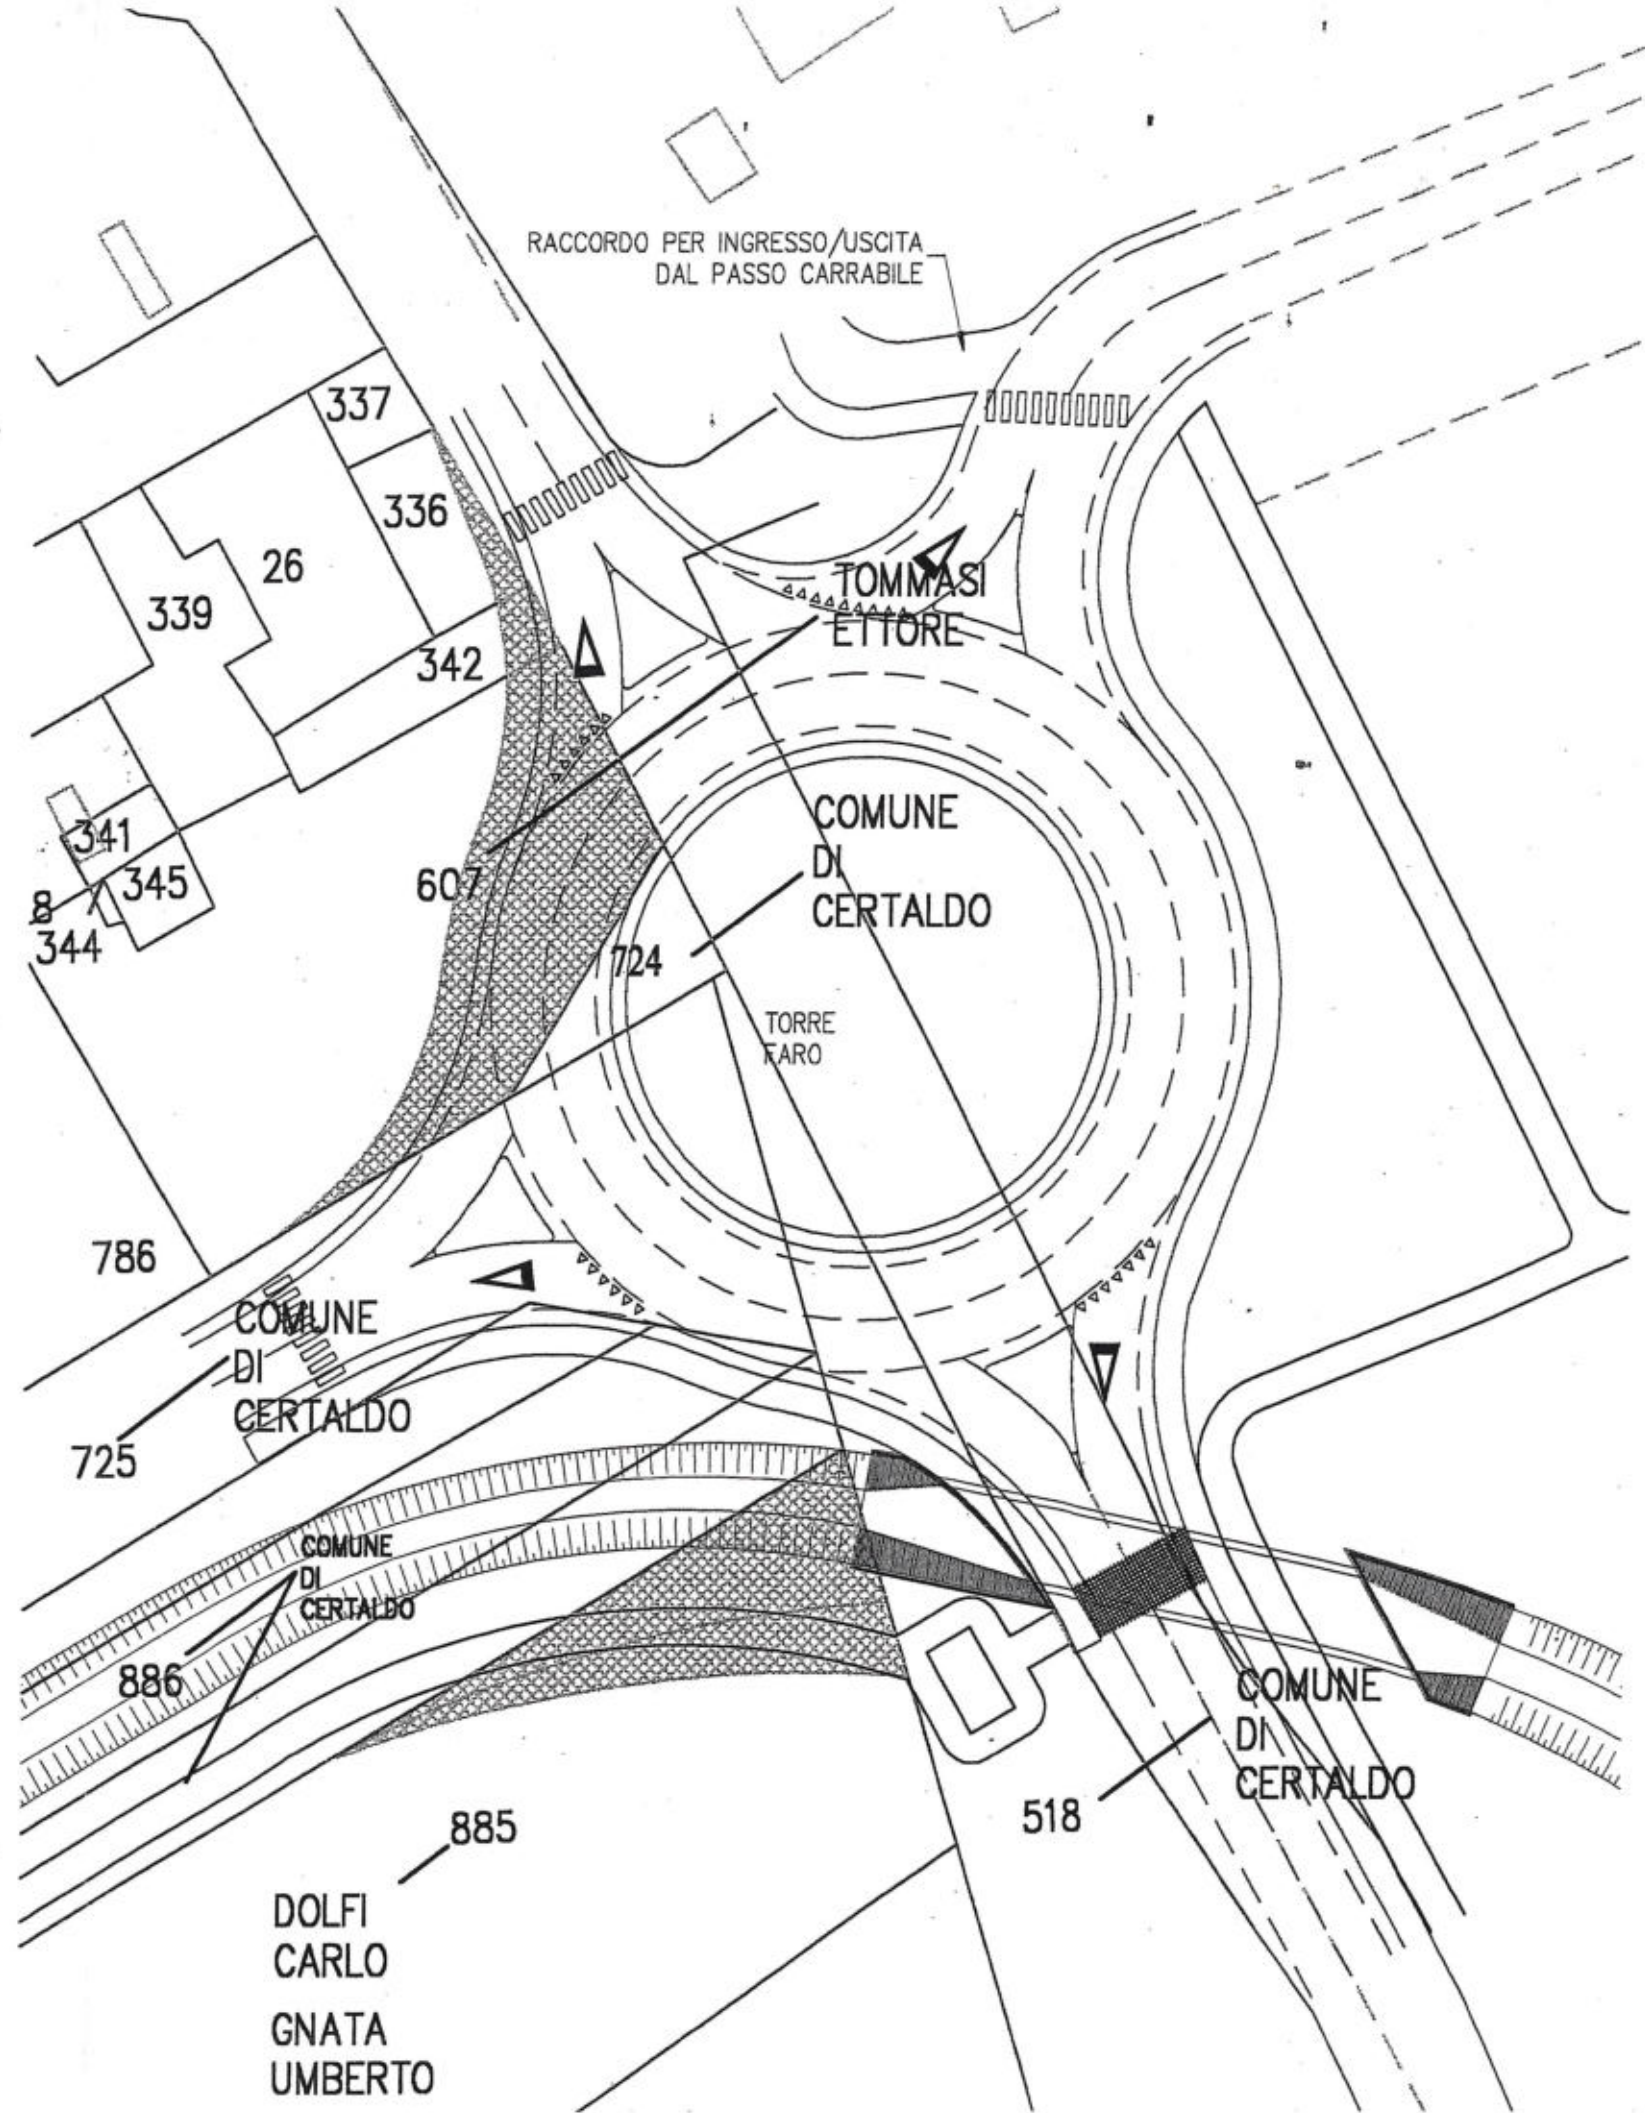 RACCORDO PER INGRESSO/USCITA
DAL PASSO CARRABILE
337
336
26
339
342
TOMMASI
ETTORE
341
345
8
344
607
COMUNE
DI
CERTALDO
724
TORRE
FARO
786
COMUNE
DI
CERTALDO
725
COMUNE
DI
CERTALDO
886
COMUNE
DI
CERTALDO
518
885
DOLFI
CARLO
GNATA
UMBERTO